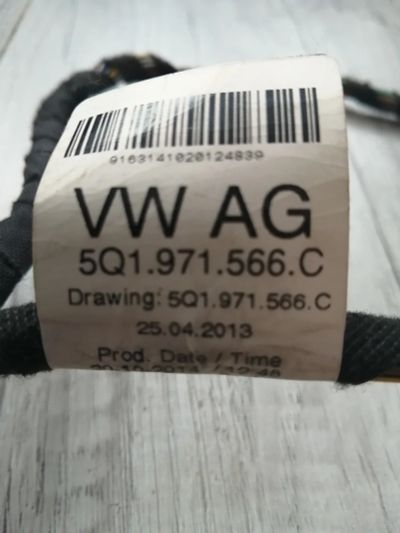 9163141020124839
VW AG
5Q1.971.566.C
Drawing: 5Q1.971.566.C
25.04.2013
Prod. Date / Time